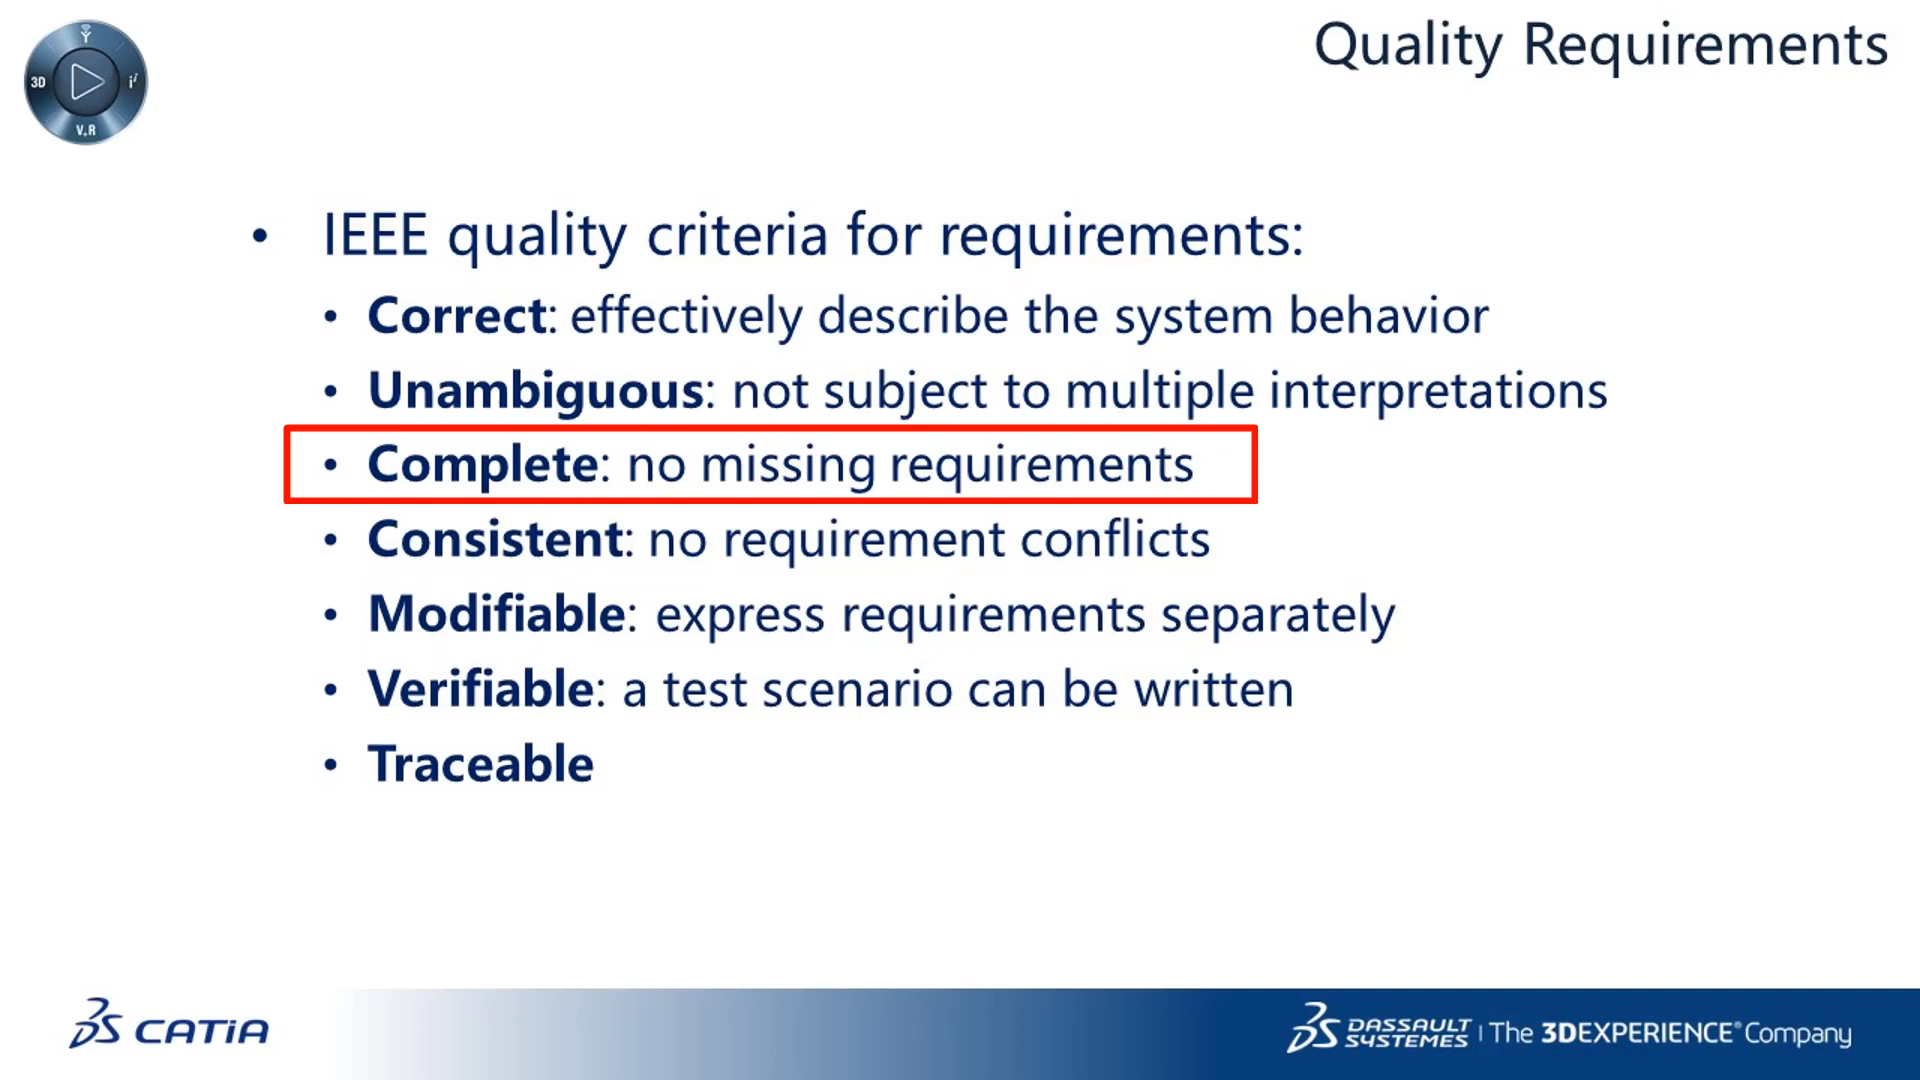 Quality Requirements
3D
V.R
• IEEE quality criteria for requirements:
• Correct: effectively describe the system behavior
• Unambiguous: not subject to multiple interpretations
• Complete: no missing requirements
• Consistent: no requirement conflicts
• Modifiable: express requirements separately
• Verifiable: a test scenario can be written
• Traceable
CATIA
DASSAULT SYSTEMES | The 3DEXPERIENCE® Company